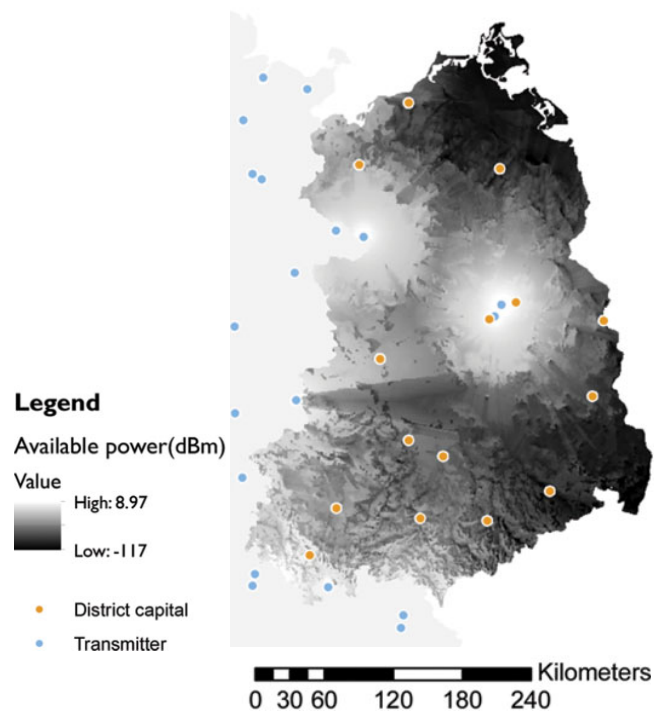 Legend
Available power(dBm)
Value
High: 8.97
Low: -117
District capital
Transmitter
Kilometers
0 30 60 120 180 240